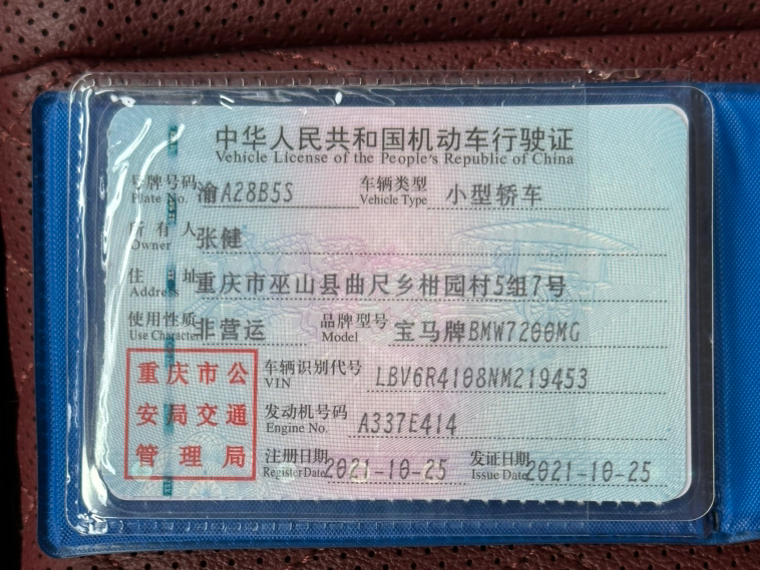 中华人民共和国机动车行驶证
Vehicle License of the People's Republic of China
号牌号码 渝A28B5S 车辆类型 小型轿车
Plate No. Vehicle Type
所有人 张健
Owner
住址 重庆市巫山县曲尺乡柑园村5组7号
Address
使用性质 非营运 品牌型号 宝马牌BMW7200MG
Use Character Model
重庆市公
安局交通
管理局
车辆识别代号 LBV6R4108NM219453
VIN
发动机号码 A337E414
Engine No.
注册日期 2021-10-25 发证日期 2021-10-25
Register Date Issue Date